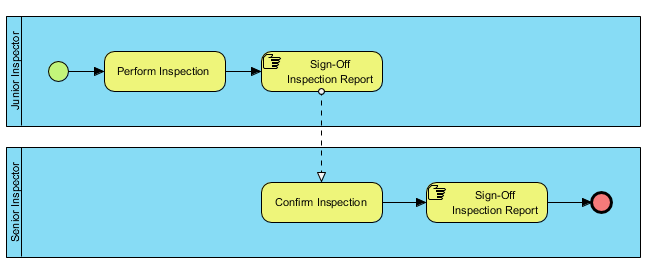 Junior Inspector
Perform Inspection
Sign-Off
Inspection Report
Senior Inspector
Confirm Inspection
Sign-Off
Inspection Report